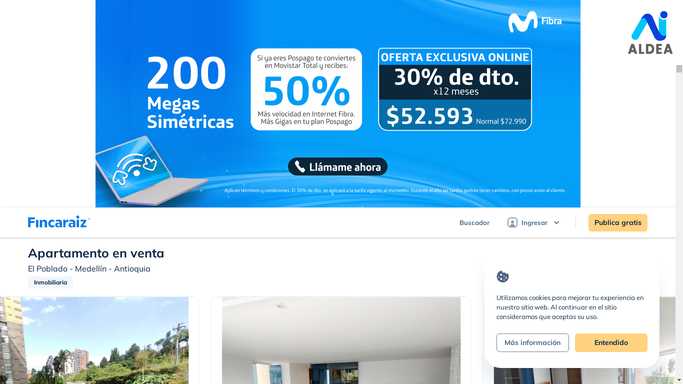 Fibra
ALDEA
200
Megas
Simétricas
Si ya eres Pospago te conviertes
en Movistar Total y recibes.
50%
Más velocidad en Internet Fibra.
Más Gigas en tu plan Pospago
OFERTA EXCLUSIVA ONLINE
30% de dto.
x12 meses
$52.593 Normal $72.990
Llámame ahora
Fincaraiz
Buscador
Ingresar
Publica gratis
Apartamento en venta
El Poblado - Medellín - Antioquia
Inmobiliaria
Utilizamos cookies para mejorar tu experiencia en
nuestro sitio web. Al continuar en el sitio
consideramos que aceptas su uso.
Más información
Entendido